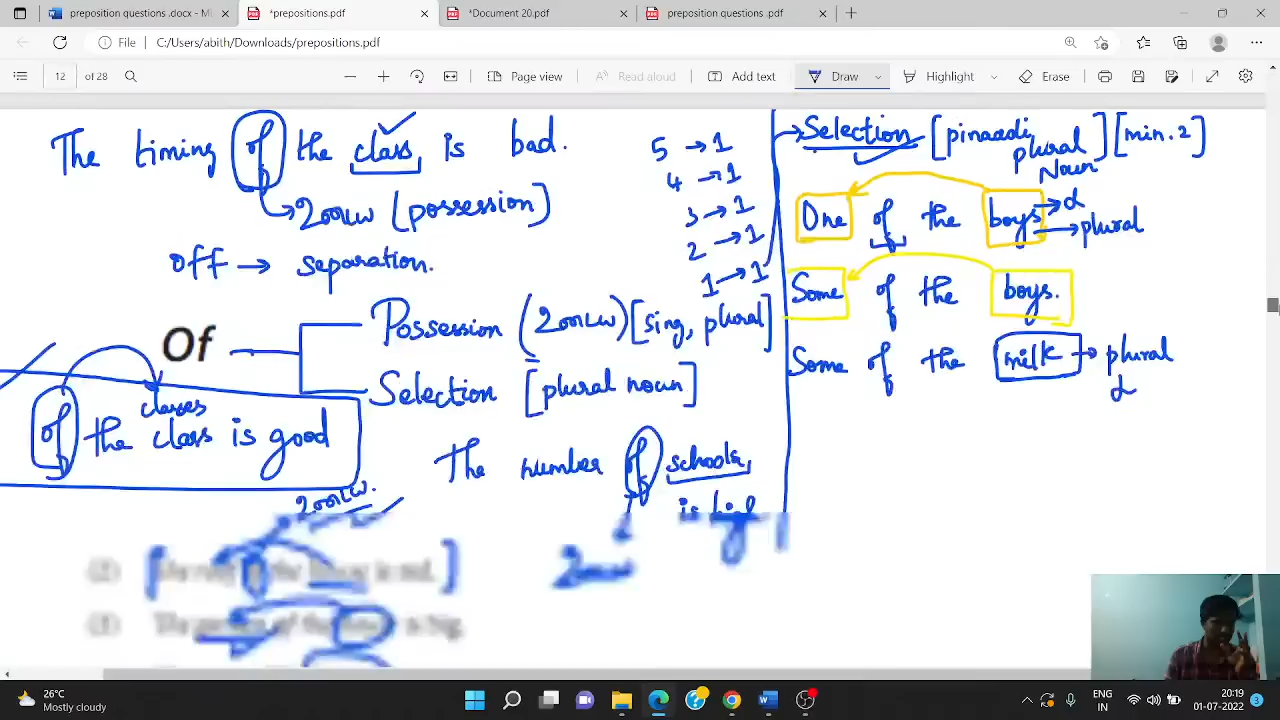 prepositions questions .docx - Mi
*prepositions.pdf
*Document 20.pdf
preposition questions .pdf
File
C:/Users/abith/Downloads/prepositions.pdf
12 of 28
Page view
Read aloud
Add text
Draw
Highlight
Erase
The timing of the class is bad.
(possession]
off → separation.
Of
Possession [sing, plural]
Selection [plural noun]
classes
of the class is good
The number of schools
5 → 1
4 → 1
3 → 1
2 → 1
1 → 1
Selection [pinaadi plural Noun] [min. 2]
One of the boys → plural
Some of the boys.
Some of the milk → plural
26°C
Mostly cloudy
ENG
IN
20:19
01-07-2022
3